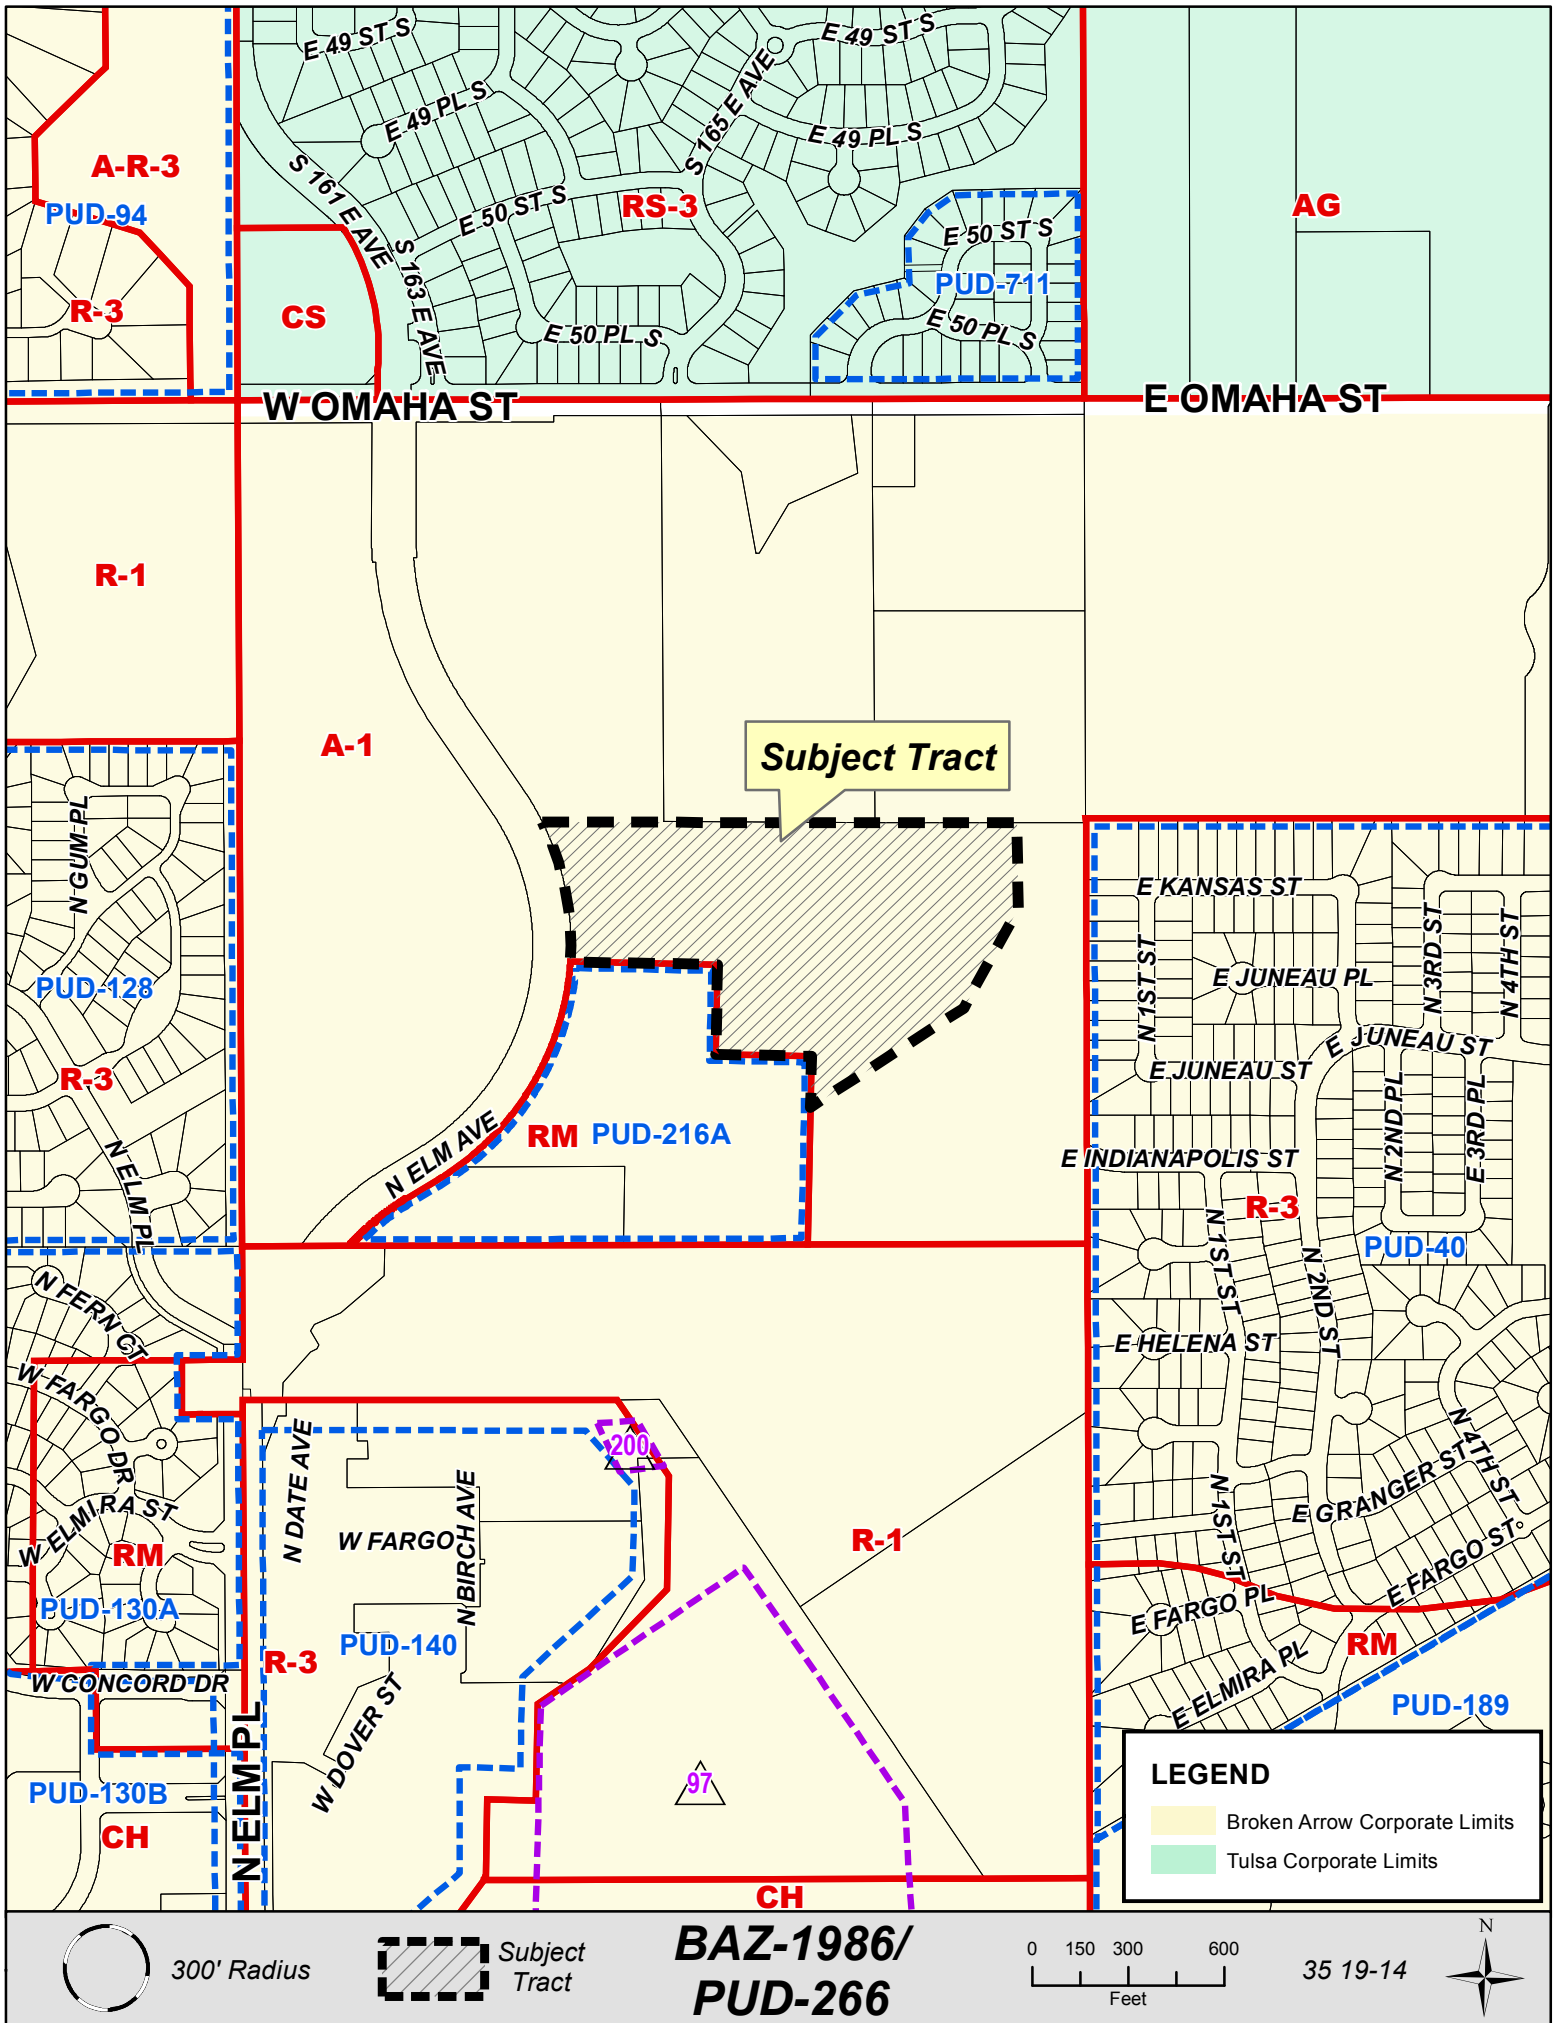 E 49 ST S
E 49 ST S
E 49 PL S
S 165 E AVE
E 49 PL S
A-R-3
S 161 E AVE
E 50 ST S
RS-3
AG
PUD-94
E 50 ST S
S 163 E AVE
PUD-711
R-3
CS
E 50 PL S
E 50 PL S
W OMAHA ST
E OMAHA ST
R-1
A-1
Subject Tract
N GUM PL
E KANSAS ST
N 3RD ST
N 4TH ST
N 1ST ST
E JUNEAU PL
PUD-128
E JUNEAU ST
R-3
E JUNEAU ST
N 2ND PL
E 3RD PL
N ELM AVE
RM
PUD-216A
E INDIANAPOLIS ST
N ELM PL
R-3
N 1ST ST
PUD-40
N 2ND ST
N FERN CT
E HELENA ST
W FARGO DR
N DATE AVE
200
N 4TH ST
W ELMIRA ST
W FARGO
N BIRCH AVE
R-1
N 1ST ST
E GRANGER ST
RM
E FARGO ST
PUD-130A
E FARGO PL
PUD-140
RM
R-3
W CONCORD DR
E ELMIRA PL
PUD-189
W DOVER ST
N ELM PL
PUD-130B
97
CH
CH
LEGEND
Broken Arrow Corporate Limits
Tulsa Corporate Limits
300' Radius
Subject
Tract
BAZ-1986/
PUD-266
0 150 300 600
Feet
35 19-14
N